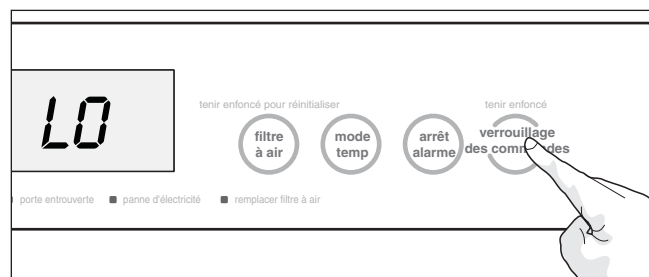 LO
tenir enfoncé pour réinitialiser
tenir enfoncé
filtre
à air
mode
temp
arrêt
alarme
verrouillage
des commandes
porte entrouverte
panne d'électricité
remplacer filtre à air